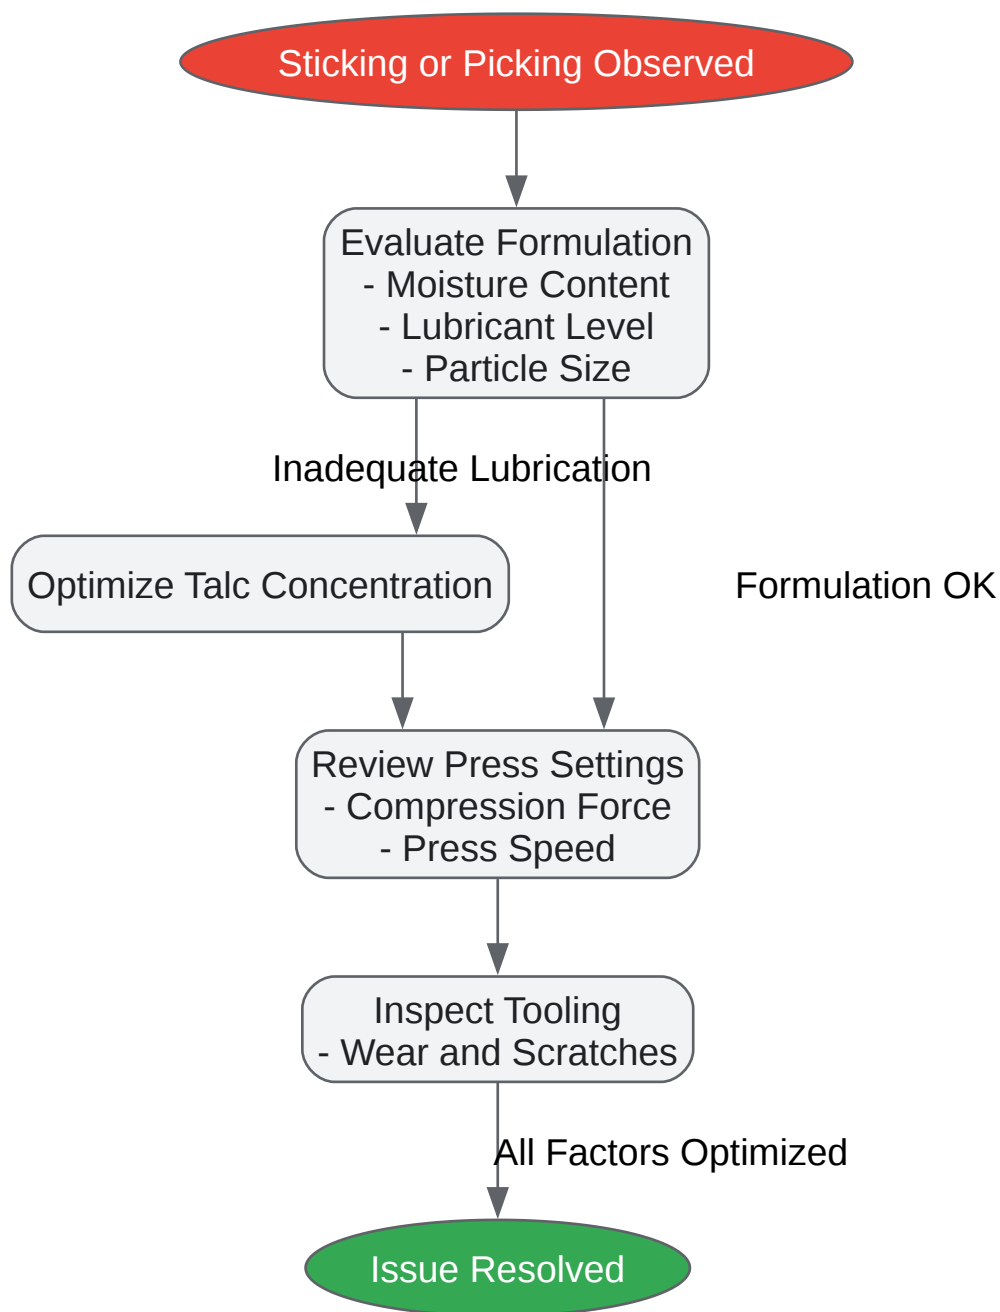 Sticking or Picking Observed
Evaluate Formulation
- Moisture Content
- Lubricant Level
- Particle Size
Inadequate Lubrication
Optimize Talc Concentration
Formulation OK
Review Press Settings
- Compression Force
- Press Speed
Inspect Tooling
- Wear and Scratches
All Factors Optimized
Issue Resolved